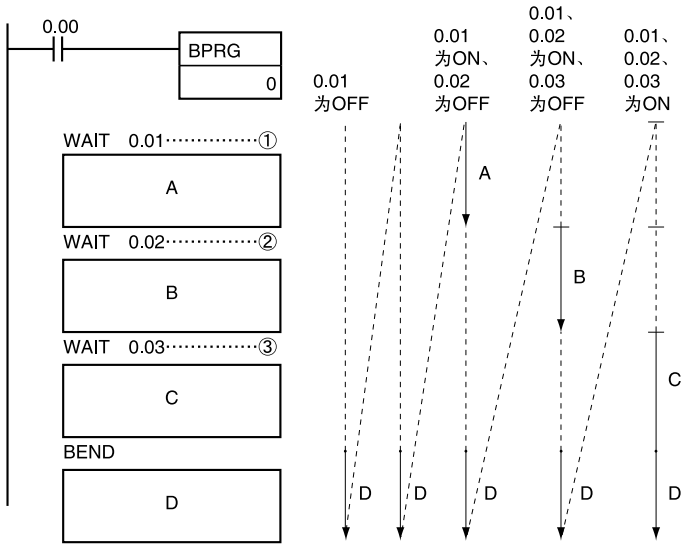 0.00
BPRG
0
WAIT 0.01··············①
A
WAIT 0.02··············②
B
WAIT 0.03··············③
C
BEND
D
0.01
为OFF
0.01
为ON、
0.02
为OFF
0.01、
0.02
为ON、
0.03
为OFF
0.01、
0.02、
0.03
为ON
A
B
C
D
D
D
D
D